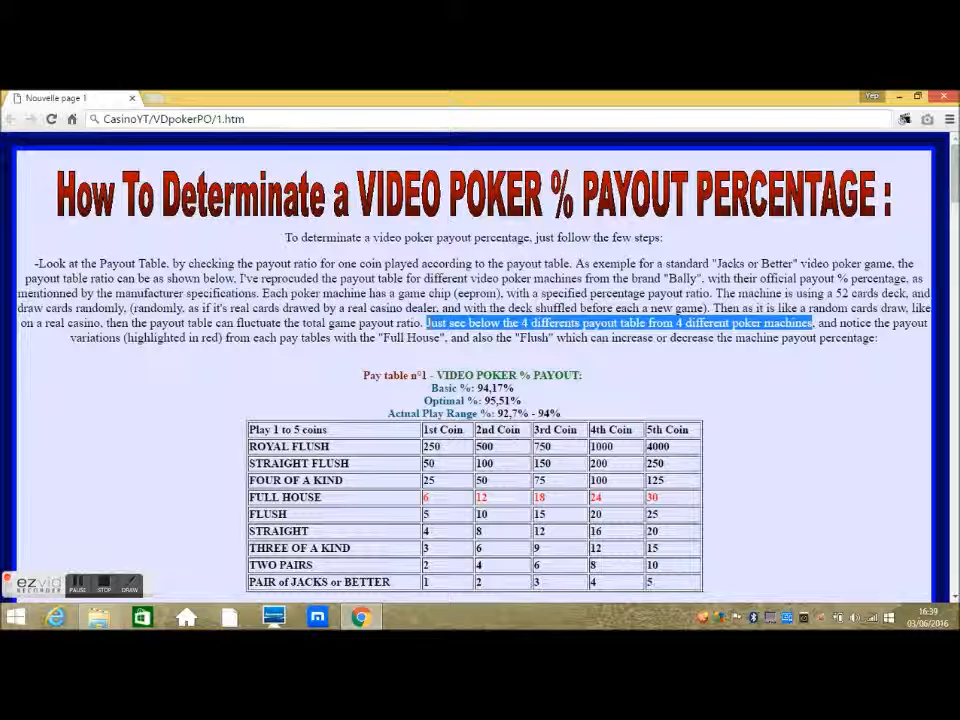 Nouvelle page 1
Yep
CasinoYT/VDpokerPO/1.htm
How To Determinate a VIDEO POKER % PAYOUT PERCENTAGE :
To determinate a video poker payout percentage, just follow the few steps:
-Look at the Payout Table, by checking the payout ratio for one coin played according to the payout table. As exemple for a standard "Jacks or Better" video poker game, the
payout table ratio can be as shown below. I've reprocuded the payout table for different video poker machines from the brand "Bally", with their official payout % percentage, as
mentionned by the manufacturer specifications. Each poker machine has a game chip (eeprom), with a specified percentage payout ratio. The machine is using a 52 cards deck, and
draw cards randomly, (randomly, as if it's real cards drawed by a real casino dealer, and with the deck shuffled before each a new game). Then as it is like a random cards draw, like
on a real casino, then the payout table can fluctuate the total game payout ratio. Just see below the 4 differents payout table from 4 different poker machines, and notice the payout
variations (highlighted in red) from each pay tables with the "Full House", and also the "Flush" which can increase or decrease the machine payout percentage:
Pay table n°1 - VIDEO POKER % PAYOUT:
Basic %: 94,17%
Optimal %: 95,51%
Actual Play Range %: 92,7% - 94%
Play 1 to 5 coins 1st Coin 2nd Coin 3rd Coin 4th Coin 5th Coin
ROYAL FLUSH 250 500 750 1000 4000
STRAIGHT FLUSH 50 100 150 200 250
FOUR OF A KIND 25 50 75 100 125
FULL HOUSE 6 12 18 24 30
FLUSH 5 10 15 20 25
STRAIGHT 4 8 12 16 20
THREE OF A KIND 3 6 9 12 15
TWO PAIRS 2 4 6 8 10
PAIR of JACKS or BETTER 1 2 3 4 5
ezvid
RECORDER
PAUSE STOP DRAW
16:39
03/06/2016